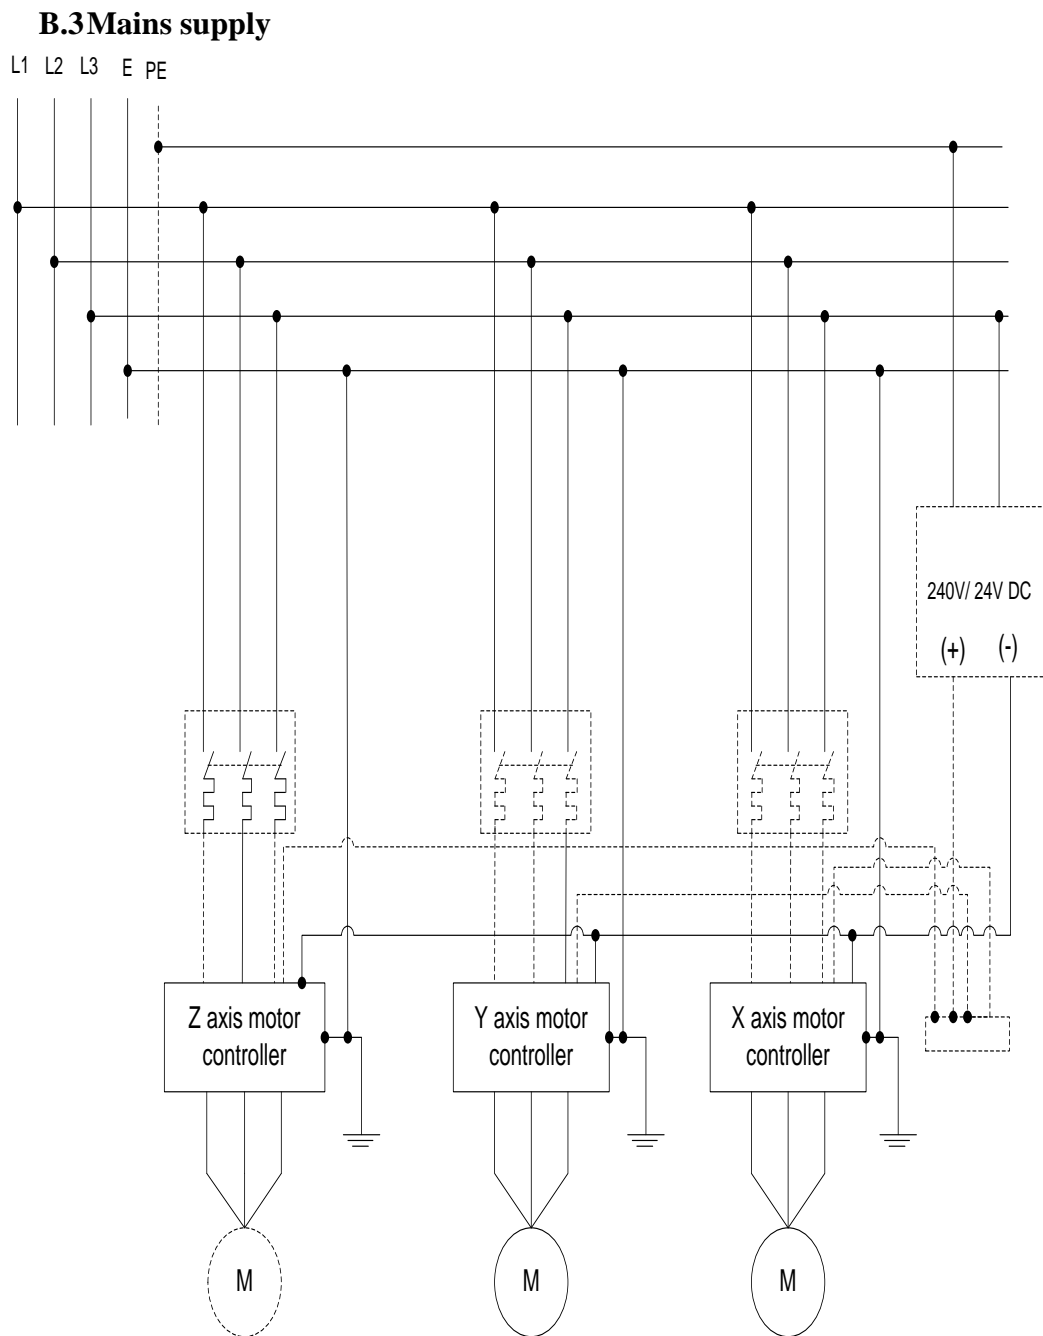 B.3Mains supply
L1 L2 L3 E PE
240V/ 24V DC
(+) (-)
Z axis motor
controller
Y axis motor
controller
X axis motor
controller
M M M